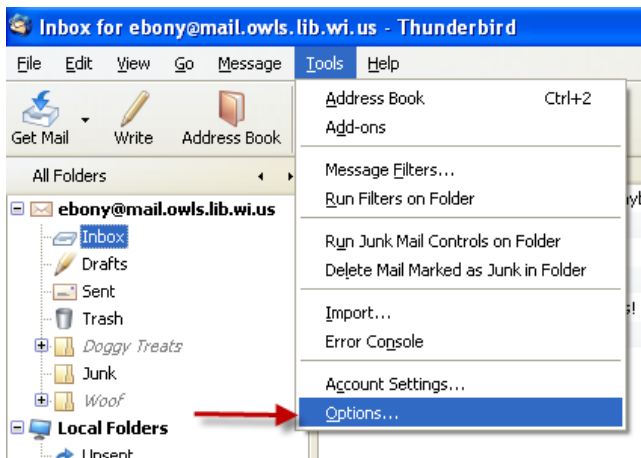 Inbox for ebony@mail.owls.lib.wi.us - Thunderbird
File Edit View Go Message Tools Help
Get Mail Write Address Book
All Folders
ebony@mail.owls.lib.wi.us
Inbox
Drafts
Sent
Trash
Doggy Treats
Junk
Woof
Local Folders
Unsent
Address Book Ctrl+2
Add-ons
Message Filters...
Run Filters on Folder
Run Junk Mail Controls on Folder
Delete Mail Marked as Junk in Folder
Import...
Error Console
Account Settings...
Options...